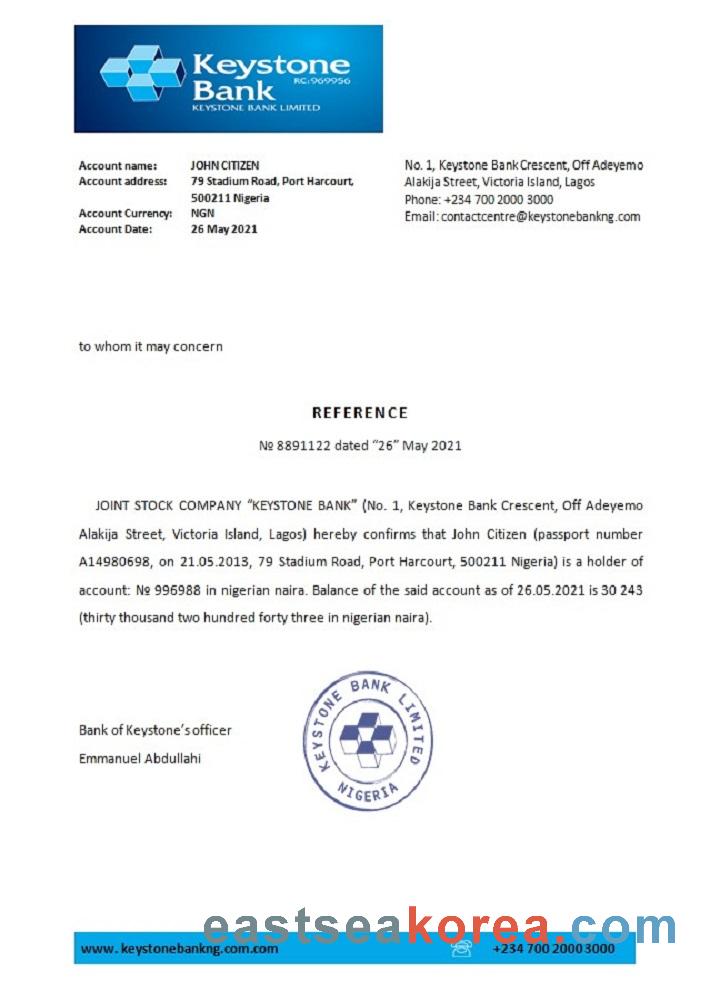 Keystone
Bank
RC:969956
KEYSTONE BANK LIMITED
Account name: JOHN CITIZEN
Account address: 79 Stadium Road, Port Harcourt,
500211 Nigeria
Account Currency: NGN
Account Date: 26 May 2021
No. 1, Keystone Bank Crescent, Off Adeyemo
Alakija Street, Victoria Island, Lagos
Phone: +234 700 2000 3000
Email: contactcentre@keystonebankng.com
to whom it may concern
REFERENCE
№ 8891122 dated “26” May 2021
JOINT STOCK COMPANY “KEYSTONE BANK” (No. 1, Keystone Bank Crescent, Off Adeyemo
Alakija Street, Victoria Island, Lagos) hereby confirms that John Citizen (passport number
A14980698, on 21.05.2013, 79 Stadium Road, Port Harcourt, 500211 Nigeria) is a holder of
account: № 996988 in nigerian naira. Balance of the said account as of 26.05.2021 is 30 243
(thirty thousand two hundred forty three in nigerian naira).
Bank of Keystone’s officer
Emmanuel Abdullahi
KEYSTONE BANK LIMITED
NIGERIA
eastseakorea.com
www. keystonebankng.com.com
+234 700 2000 3000